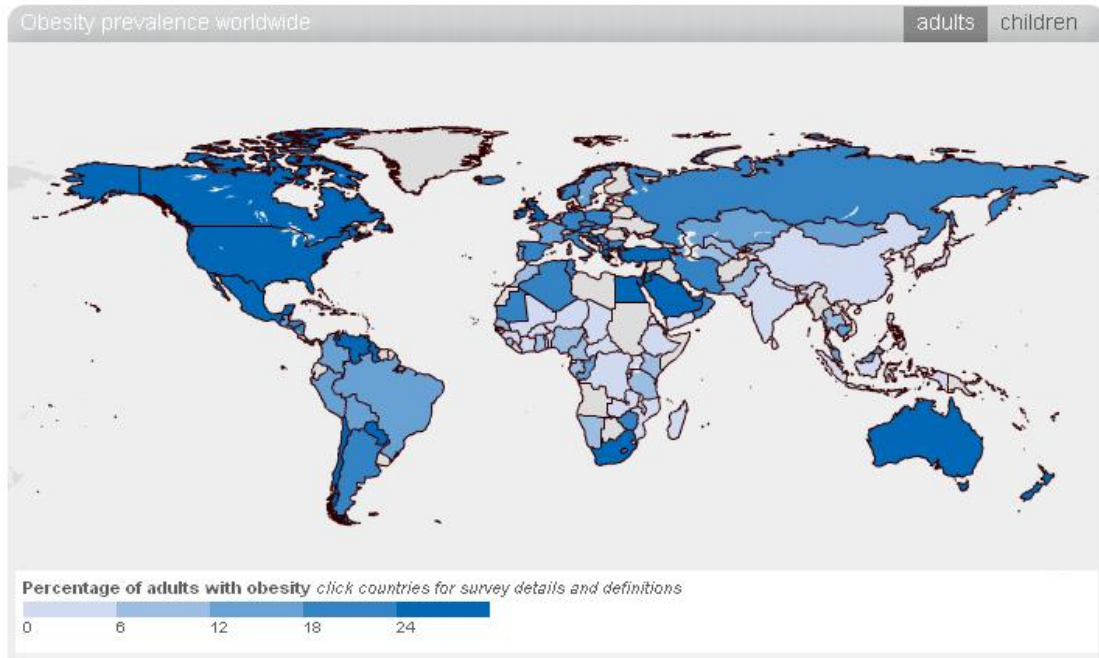 Obesity prevalence worldwide
adults children
Percentage of adults with obesity click countries for survey details and definitions
0 6 12 18 24